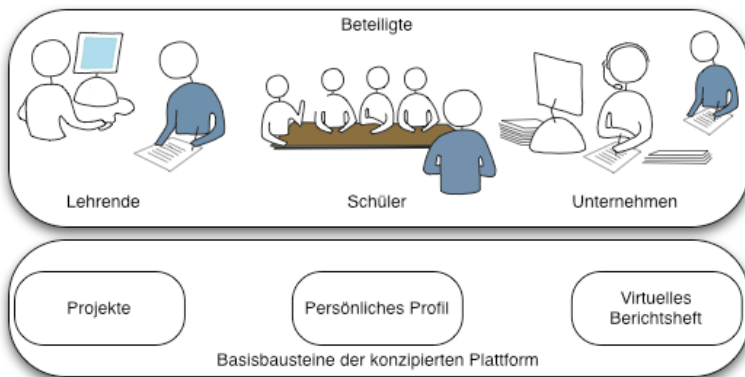 Beteiligte
Lehrende
Schüler
Unternehmen
Projekte
Persönliches Profil
Virtuelles
Berichtsheft
Basisbausteine der konzipierten Plattform